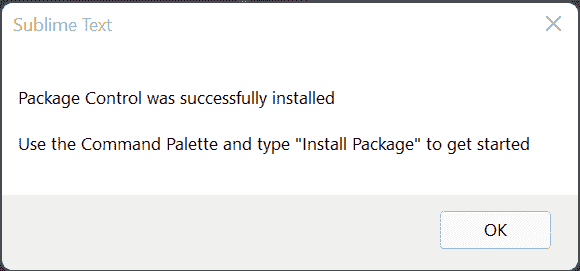 Sublime Text
Package Control was successfully installed
Use the Command Palette and type "Install Package" to get started
OK